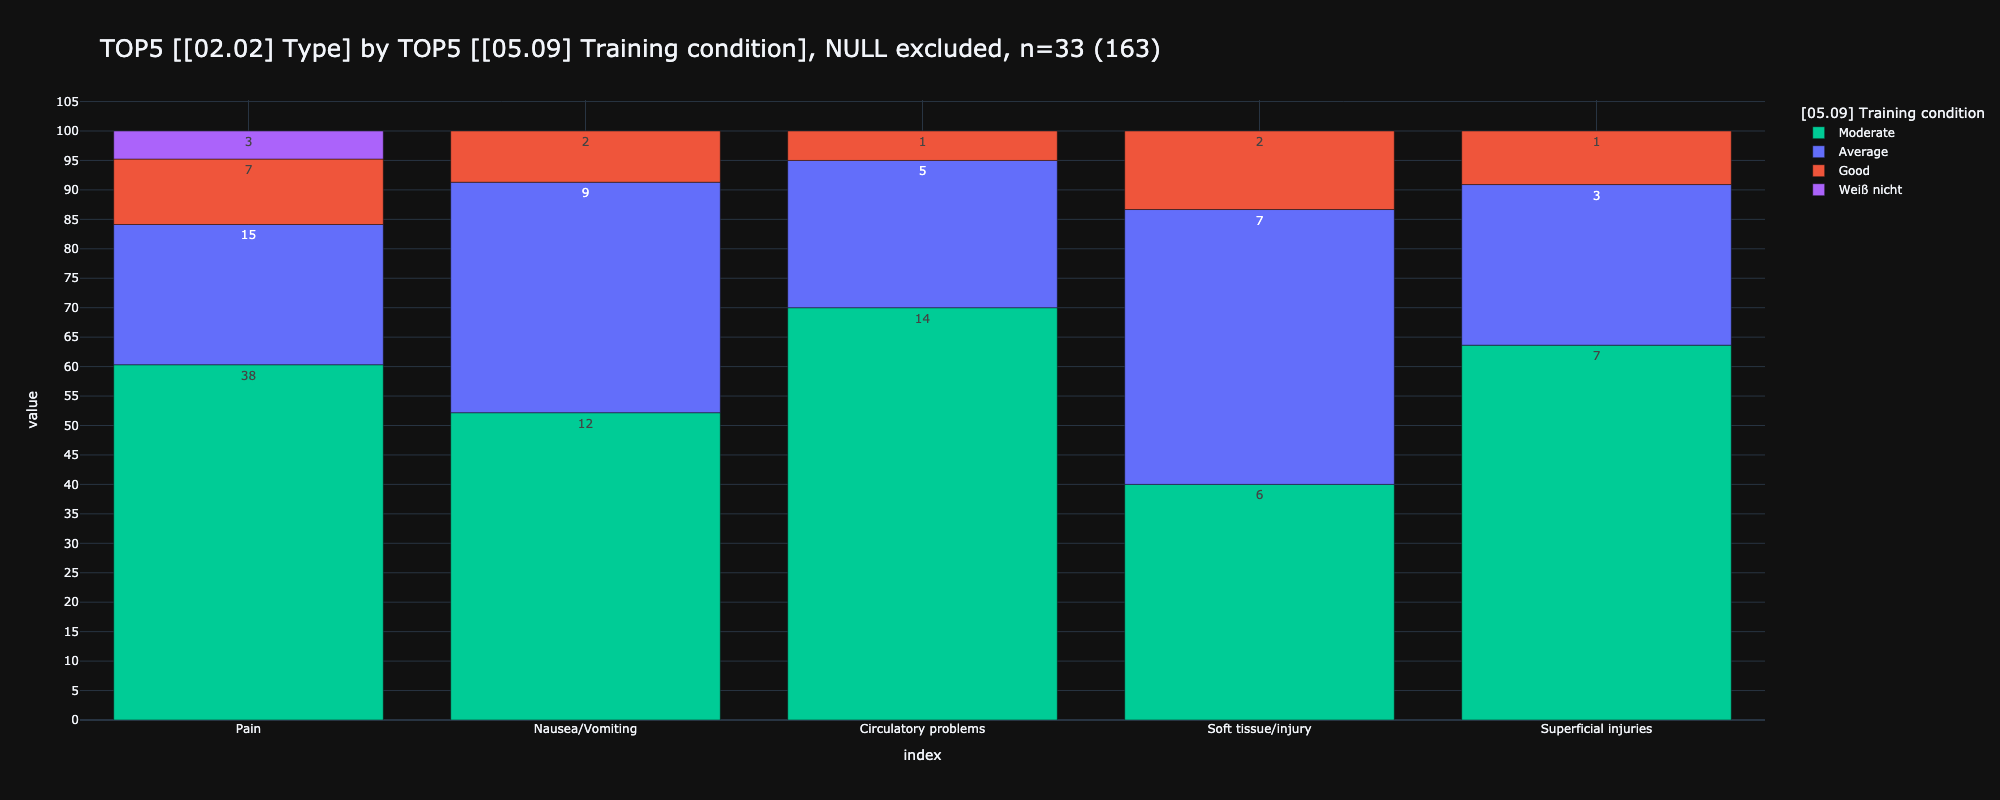 TOP5 [[02.02] Type] by TOP5 [[05.09] Training condition], NULL excluded, n=33 (163)
105
100
95
90
85
80
75
70
65
60
55
50
45
40
35
30
25
20
15
10
5
0
value
3
7
15
38
2
9
12
1
5
14
2
7
6
1
3
7
Pain
Nausea/Vomiting
Circulatory problems
Soft tissue/injury
Superficial injuries
index
[05.09] Training condition
Moderate
Average
Good
Weiß nicht